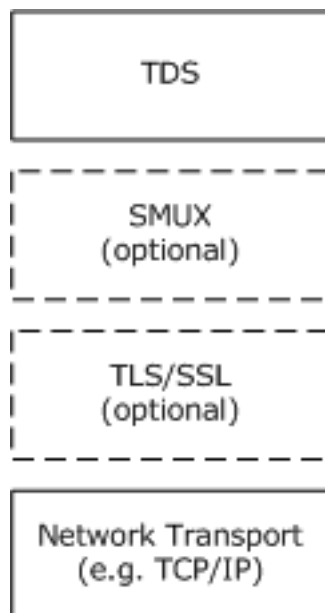 TDS
SMUX
(optional)
TLS/SSL
(optional)
Network Transport
(e.g. TCP/IP)